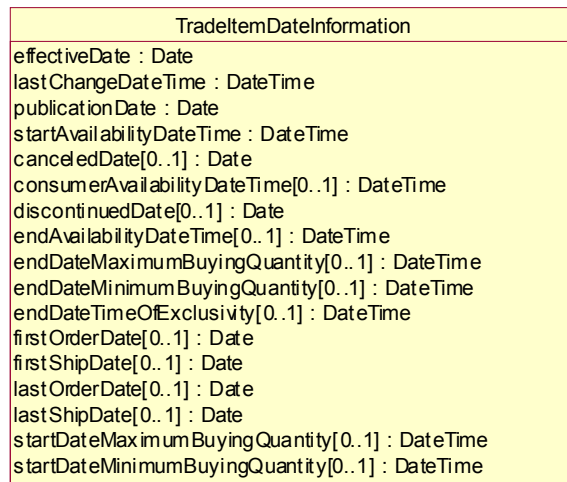 TradeItemDateInformation
effectiveDate : Date
lastChangeDateTime : DateTime
publicationDate : Date
startAvailabilityDateTime : DateTime
canceledDate[0..1] : Date
consumerAvailabilityDateTime[0..1] : DateTime
discontinuedDate[0..1] : Date
endAvailabilityDateTime[0..1] : DateTime
endDateMaximumBuyingQuantity[0..1] : DateTime
endDateMinimumBuyingQuantity[0..1] : DateTime
endDateTimeOfExclusivity[0..1] : DateTime
firstOrderDate[0..1] : Date
firstShipDate[0..1] : Date
lastOrderDate[0..1] : Date
lastShipDate[0..1] : Date
startDateMaximumBuyingQuantity[0..1] : DateTime
startDateMinimumBuyingQuantity[0..1] : DateTime